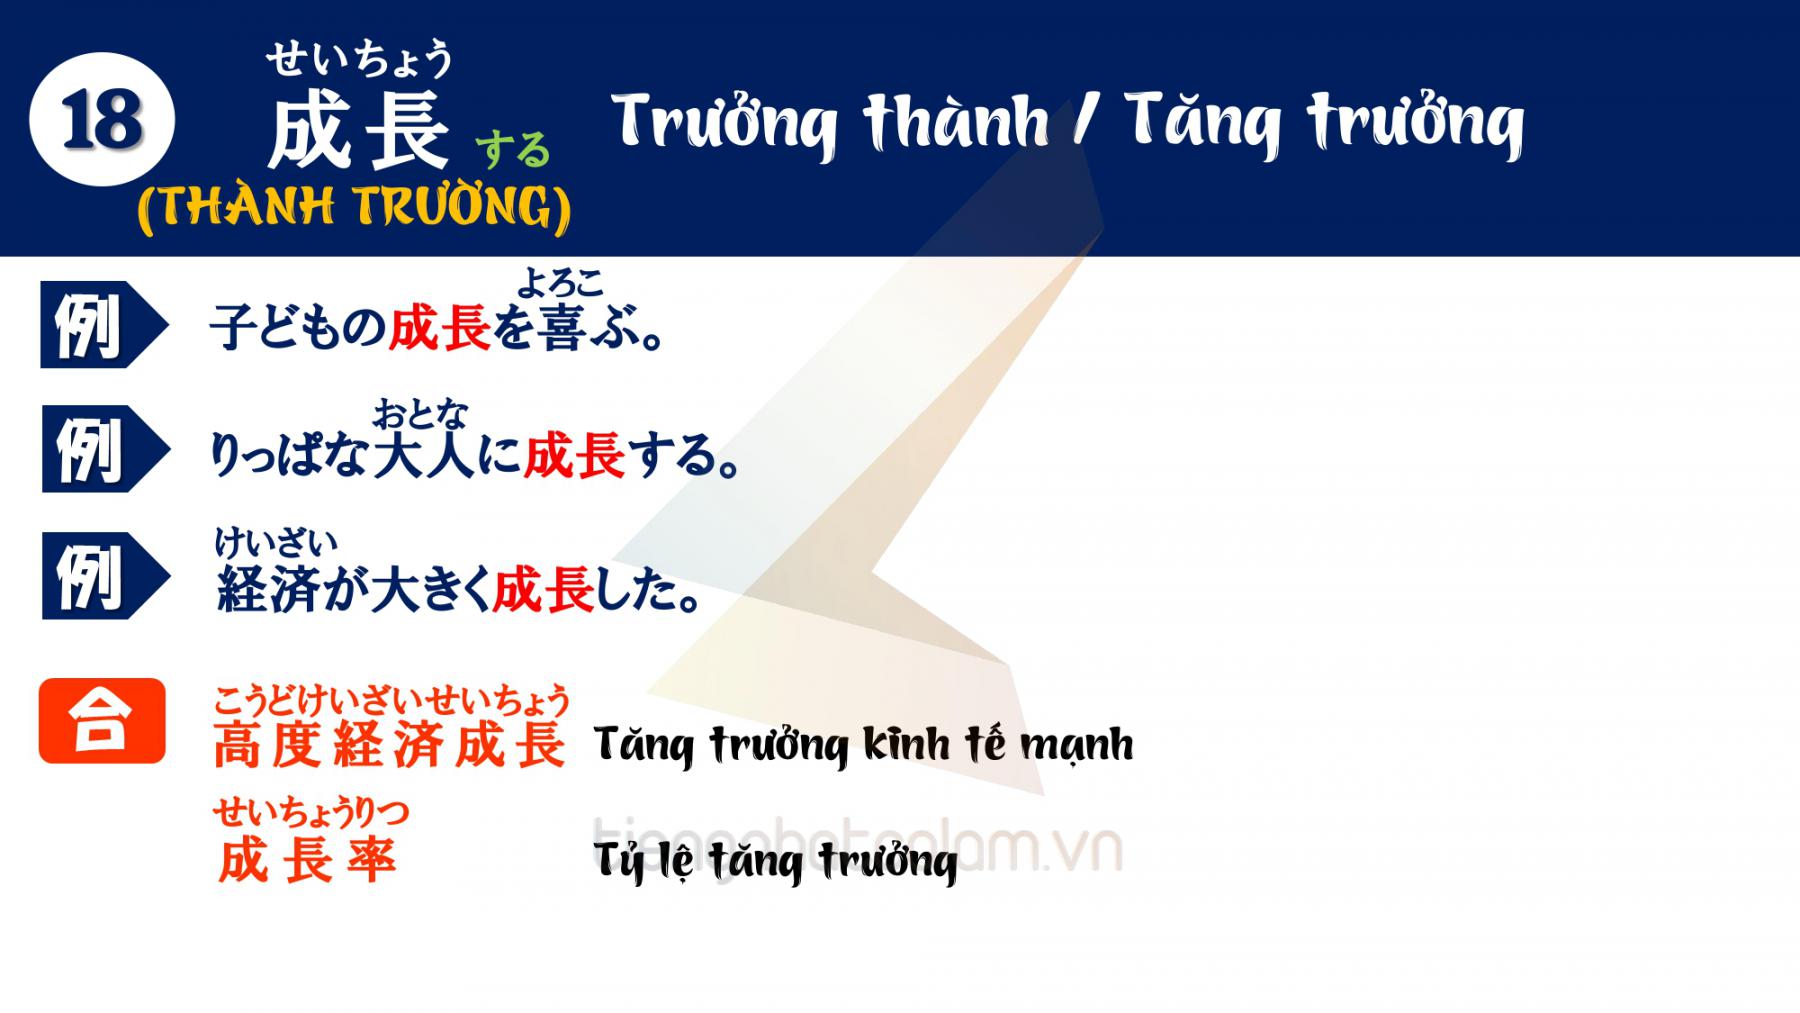 18
せいちょう
成長する
Trưởng thành / Tăng trưởng
(THÀNH TRƯỜNG)
よろこ
例 子どもの成長を喜ぶ。
おとな
例 りっぱな大人に成長する。
けいざい
例 経済が大きく成長した。
こうどけいざいせいちょう
合 高度経済成長 Tăng trưởng kinh tế mạnh
せいちょうりつ
成長率 Tỷ lệ tăng trưởng